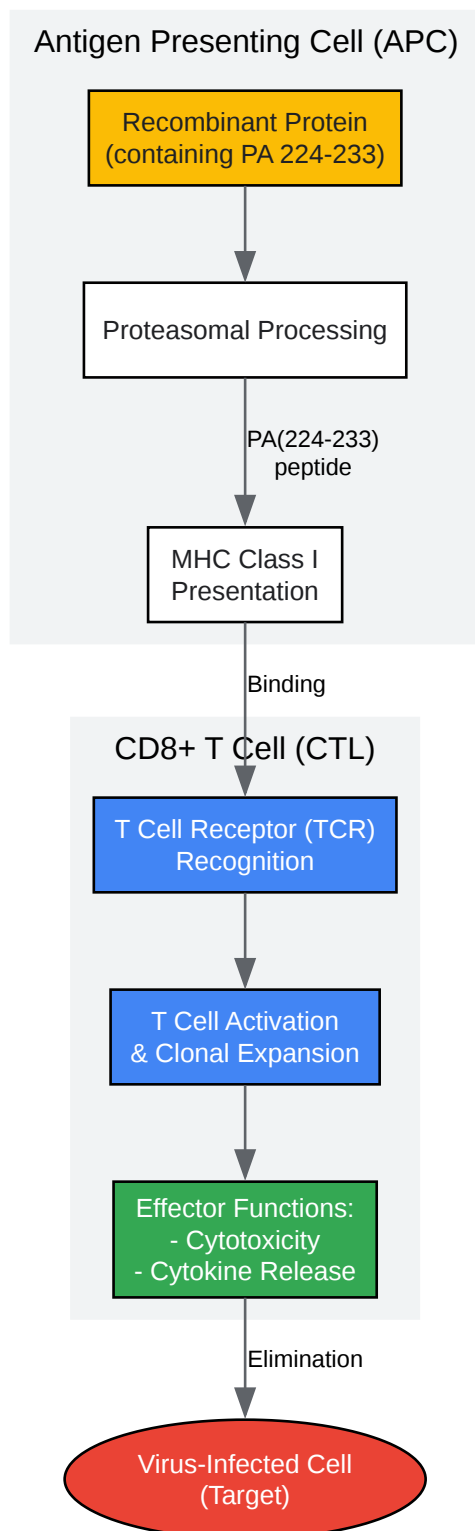 Antigen Presenting Cell (APC)
Recombinant Protein
(containing PA 224-233)
Proteasomal Processing
PA(224-233)
peptide
MHC Class I
Presentation
Binding
CD8+ T Cell (CTL)
T Cell Receptor (TCR)
Recognition
T Cell Activation
& Clonal Expansion
Effector Functions:
- Cytotoxicity
- Cytokine Release
Elimination
Virus-Infected Cell
(Target)